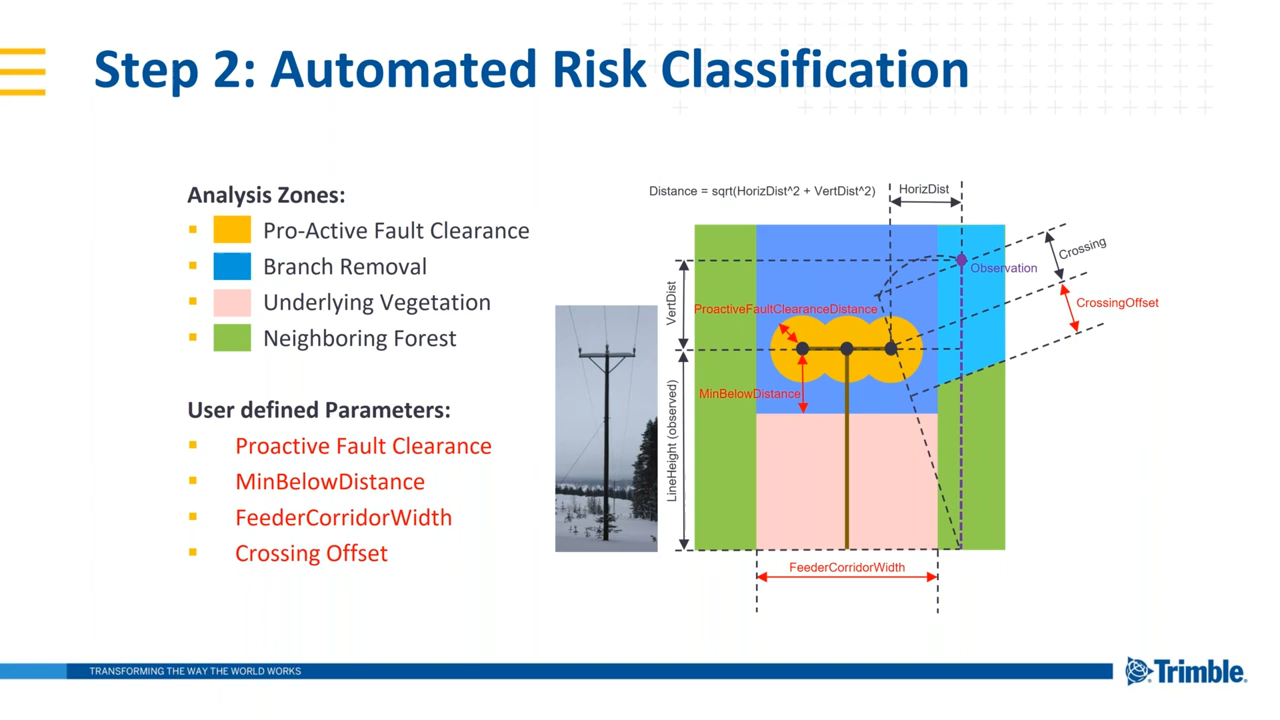 Step 2: Automated Risk Classification
Analysis Zones:
Pro-Active Fault Clearance
Branch Removal
Underlying Vegetation
Neighboring Forest
User defined Parameters:
Proactive Fault Clearance
MinBelowDistance
FeederCorridorWidth
Crossing Offset
Distance = sqrt(HorizDist^2 + VertDist^2)
HorizDist
Crossing
Observation
CrossingOffset
VertDist
ProactiveFaultClearanceDistance
MinBelowDistance
LineHeight (observed)
FeederCorridorWidth
TRANSFORMING THE WAY THE WORLD WORKS
Trimble